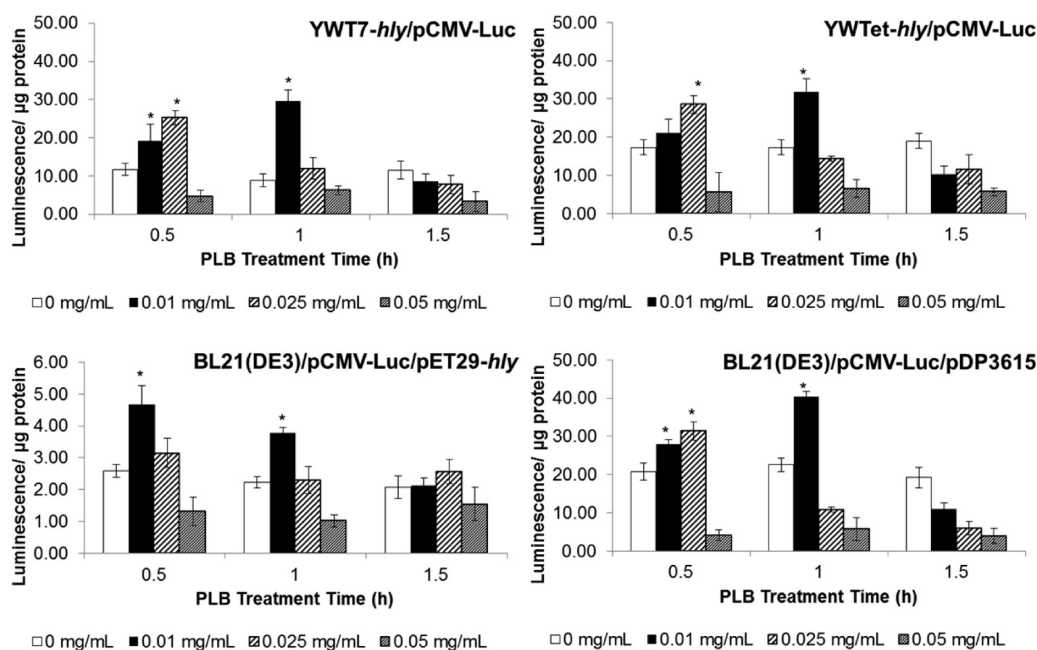 YWT7-hly/pCMV-Luc
Luminescence/ µg protein
50.00
40.00
30.00
20.00
10.00
0.00
* * *
0.5 1 1.5
PLB Treatment Time (h)
0 mg/mL 0.01 mg/mL 0.025 mg/mL 0.05 mg/mL
YWTet-hly/pCMV-Luc
Luminescence/ µg protien
50.00
40.00
30.00
20.00
10.00
0.00
* *
0.5 1 1.5
PLB Treatment Time (h)
0 mg/mL 0.01 mg/mL 0.025 mg/mL 0.05 mg/mL
BL21(DE3)/pCMV-Luc/pET29-hly
Luminescence/ µg protein
6.00
5.00
4.00
3.00
2.00
1.00
0.00
* *
0.5 1 1.5
PLB Treatment Time (h)
0 mg/mL 0.01 mg/mL 0.025 mg/mL 0.05 mg/mL
BL21(DE3)/pCMV-Luc/pDP3615
Luminescence/ µg protein
50.00
40.00
30.00
20.00
10.00
0.00
* * *
0.5 1 1.5
PLB Treatment Time (h)
0 mg/mL 0.01 mg/mL 0.025 mg/mL 0.05 mg/mL